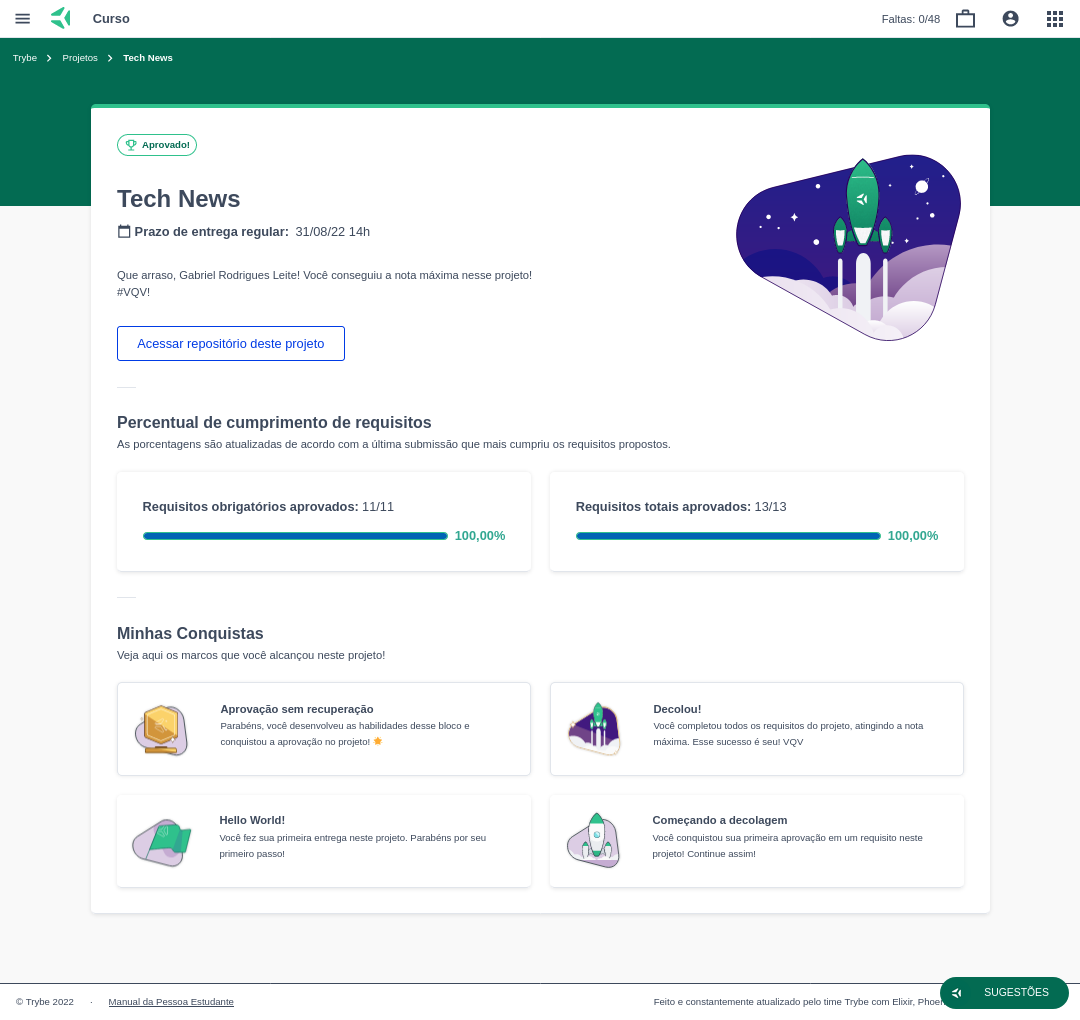 Curso
Faltas: 0/48
Trybe
Projetos
Tech News
Aprovado!
Tech News
Prazo de entrega regular: 31/08/22 14h
Que arraso, Gabriel Rodrigues Leite! Você conseguiu a nota máxima nesse projeto!
#VQV!
Acessar repositório deste projeto
Percentual de cumprimento de requisitos
As porcentagens são atualizadas de acordo com a última submissão que mais cumpriu os requisitos propostos.
Requisitos obrigatórios aprovados: 11/11
100,00%
Requisitos totais aprovados: 13/13
100,00%
Minhas Conquistas
Veja aqui os marcos que você alcançou neste projeto!
Aprovação sem recuperação
Parabéns, você desenvolveu as habilidades desse bloco e
conquistou a aprovação no projeto!
Decolou!
Você completou todos os requisitos do projeto, atingindo a nota
máxima. Esse sucesso é seu! VQV
Hello World!
Você fez sua primeira entrega neste projeto. Parabéns por seu
primeiro passo!
Começando a decolagem
Você conquistou sua primeira aprovação em um requisito neste
projeto! Continue assim!
© Trybe 2022
·
Manual da Pessoa Estudante
Feito e constantemente atualizado pelo time Trybe com Elixir,
SUGESTÕES